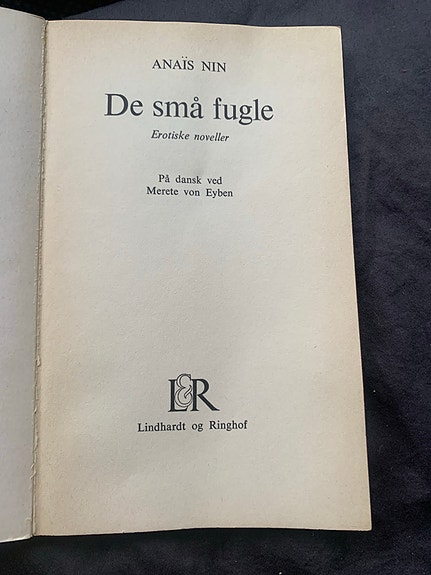 ANAÏS NIN
De små fugle
Erotiske noveller
På dansk ved
Merete von Eyben
L&R
Lindhardt og Ringhof